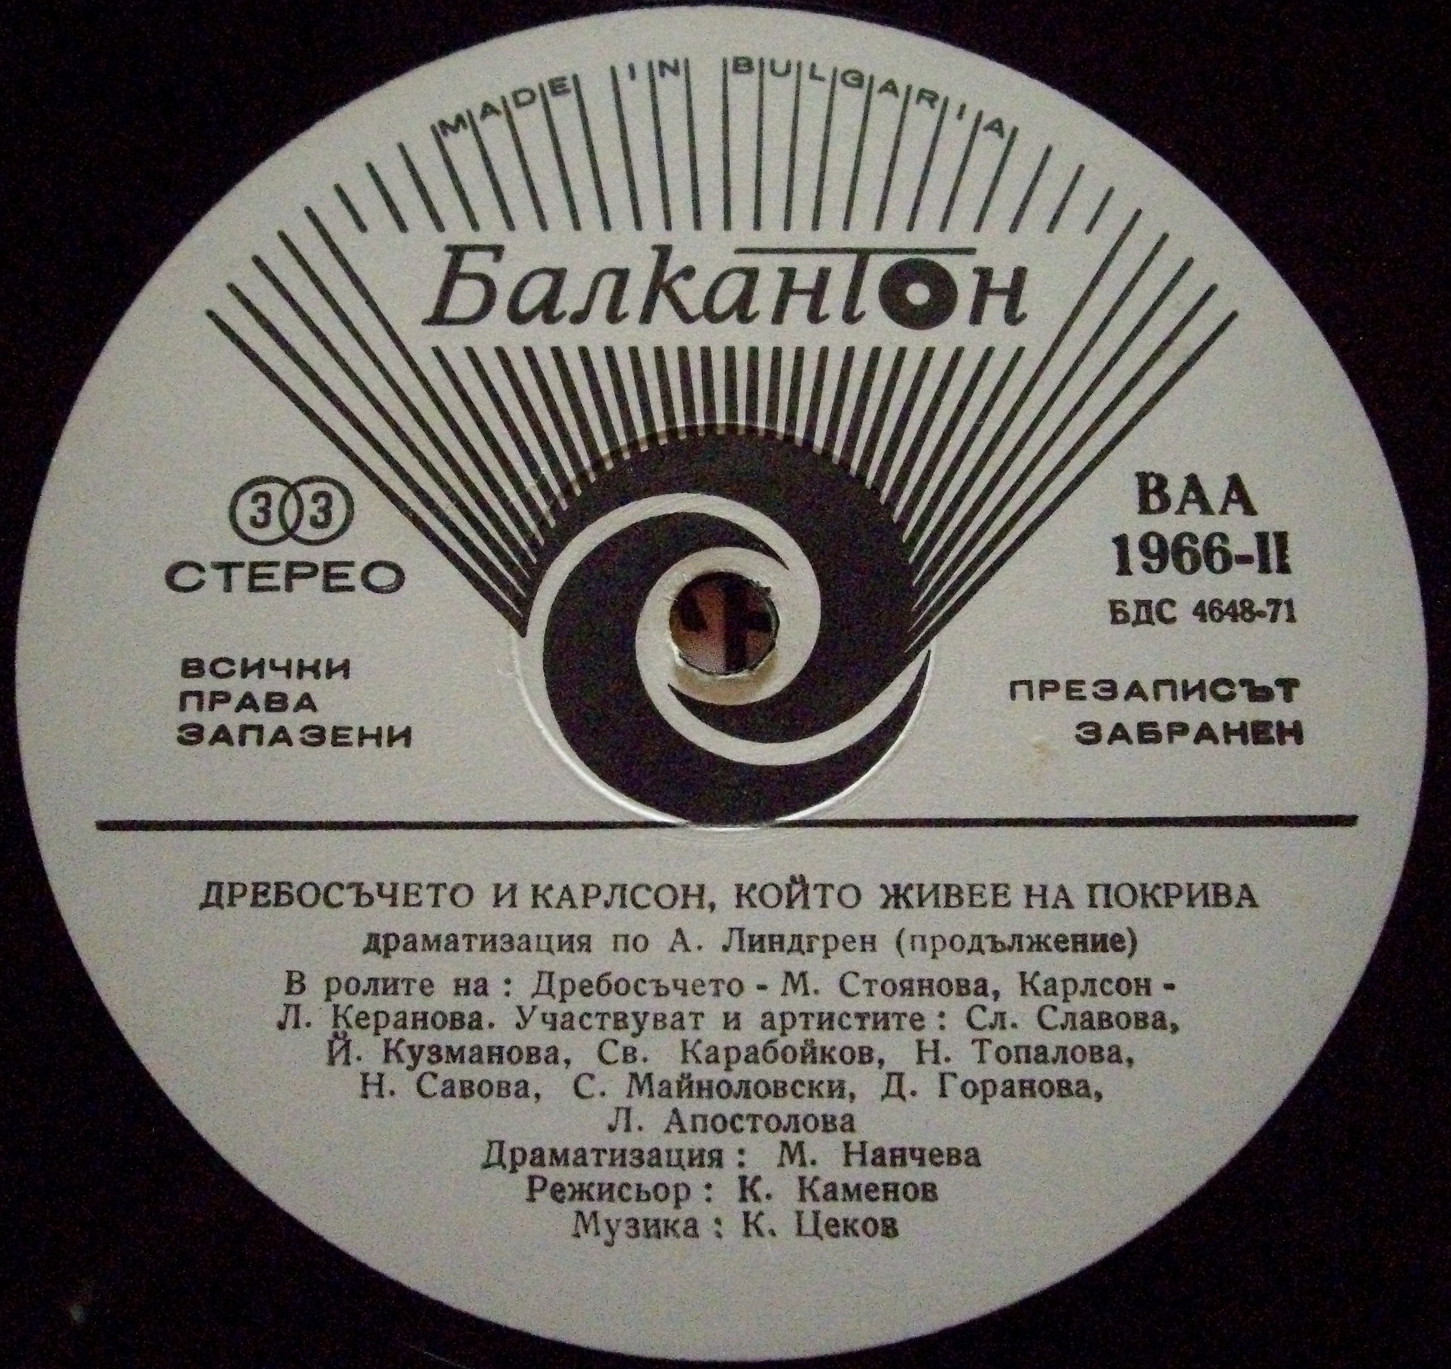 MADE IN BULGARIA
Балкантон
33
СТЕРЕО
ВСИЧКИ
ПРАВА
ЗАПАЗЕНИ
ВАА
1966-II
БДС 4648-71
ПРЕЗАПИСЪТ
ЗАБРАНЕН
ДРЕБОСЪЧЕТО И КАРЛСОН, КОЙТО ЖИВЕЕ НА ПОКРИВА
драматизация по А. Линдгрен (продължение)
В ролите на : Дребосъчето - М. Стоянова, Карлсон -
Л. Керанова. Участвуват и артистите : Сл. Славова,
Й. Кузманова, Св. Карабойков, Н. Топалова,
Н. Савова, С. Майноловски, Д. Горанова,
Л. Апостолова
Драматизация : М. Нанчева
Режисьор : К. Каменов
Музика : К. Цеков